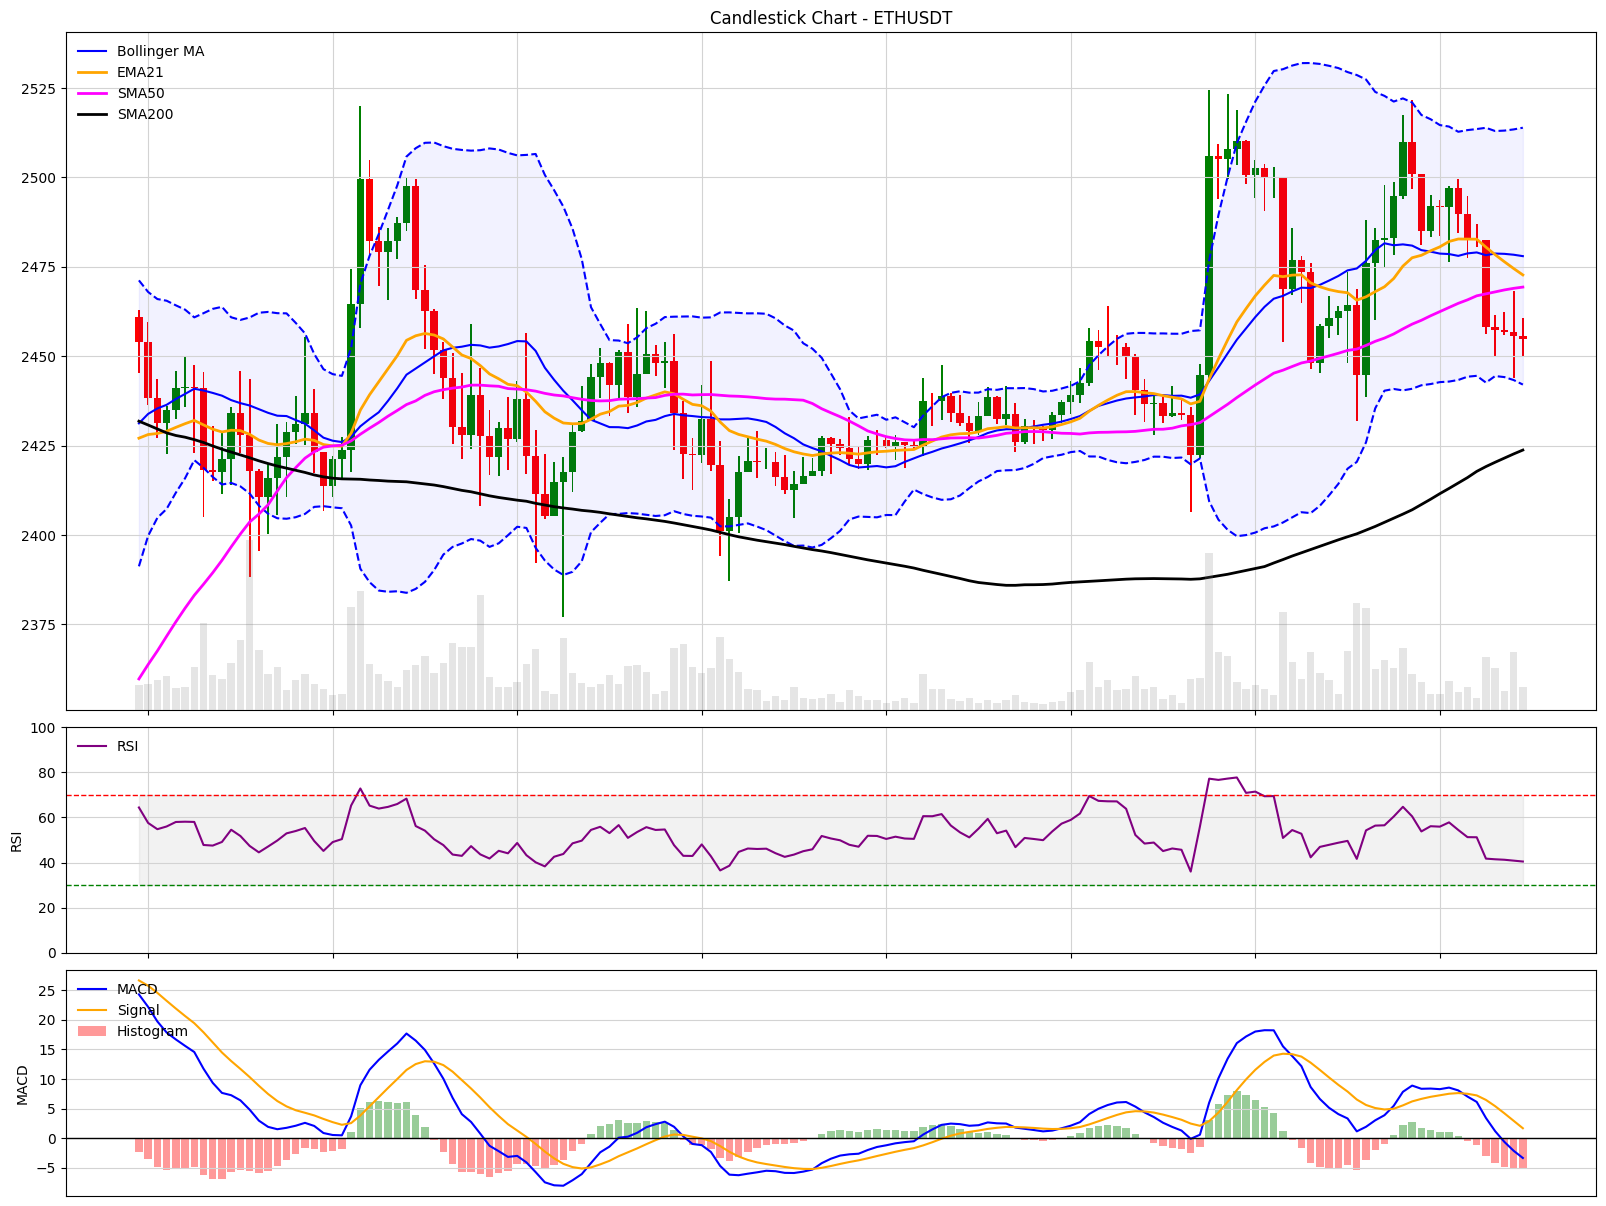 Candlestick Chart - ETHUSDT
Bollinger MA
EMA21
SMA50
SMA200
2525
2500
2475
2450
2425
2400
2375
RSI
100
80
60
40
20
0
RSI
MACD
Signal
Histogram
25
20
15
10
5
0
−5
MACD